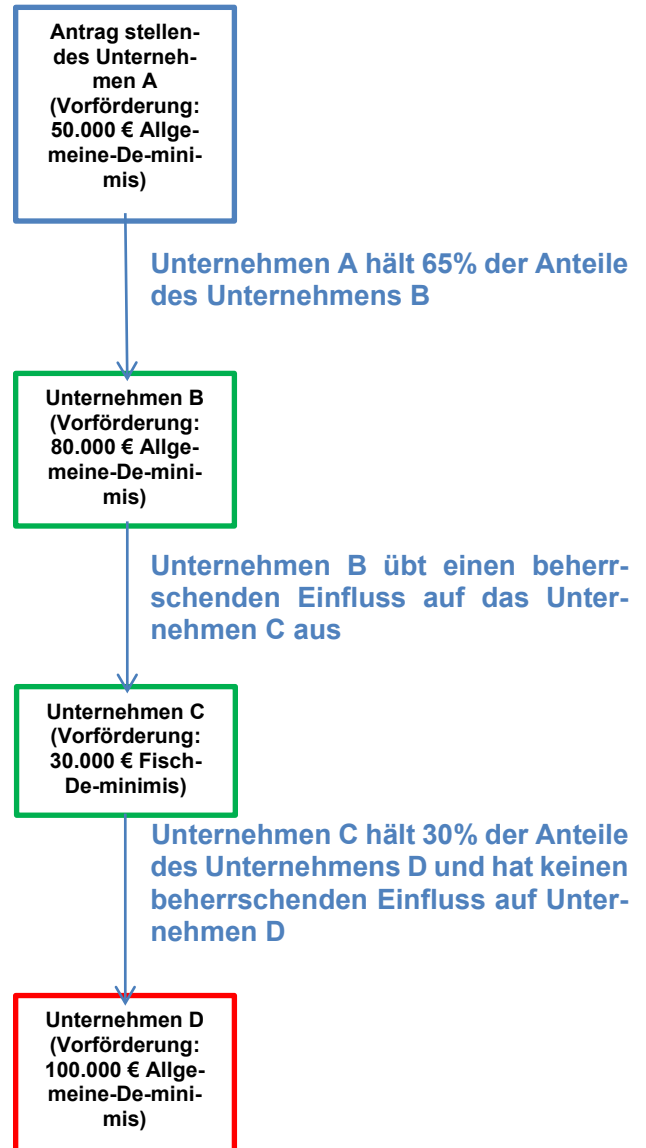 Antrag stellen-
des Unterneh-
men A
(Vorförderung:
50.000 € Allge-
meine-De-mini-
mis)
Unternehmen A hält 65% der Anteile
des Unternehmens B
Unternehmen B
(Vorförderung:
80.000 € Allge-
meine-De-mini-
mis)
Unternehmen B übt einen beherr-
schenden Einfluss auf das Unter-
nehmen C aus
Unternehmen C
(Vorförderung:
30.000 € Fisch-
De-minimis)
Unternehmen C hält 30% der Anteile
des Unternehmens D und hat keinen
beherrschenden Einfluss auf Unter-
nehmen D
Unternehmen D
(Vorförderung:
100.000 € Allge-
meine-De-mini-
mis)